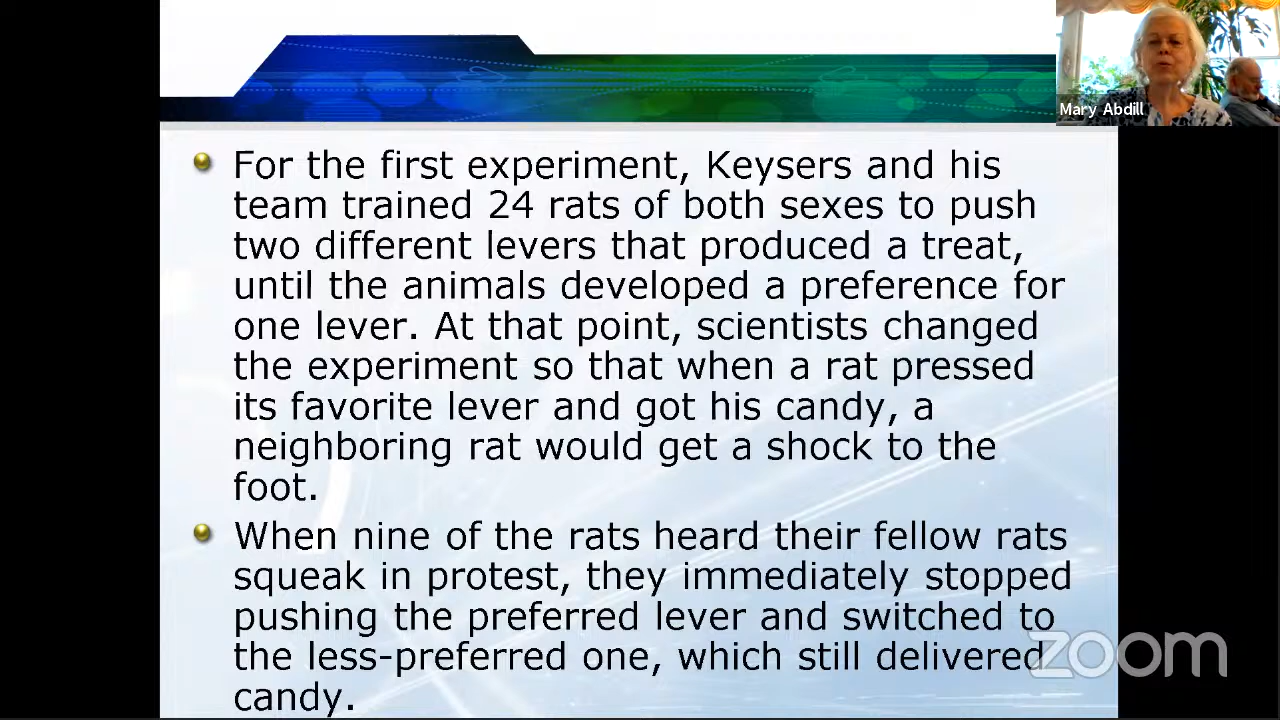 Mary Abdill
For the first experiment, Keysers and his
team trained 24 rats of both sexes to push
two different levers that produced a treat,
until the animals developed a preference for
one lever. At that point, scientists changed
the experiment so that when a rat pressed
its favorite lever and got his candy, a
neighboring rat would get a shock to the
foot.
When nine of the rats heard their fellow rats
squeak in protest, they immediately stopped
pushing the preferred lever and switched to
the less-preferred one, which still delivered
candy.
zoom